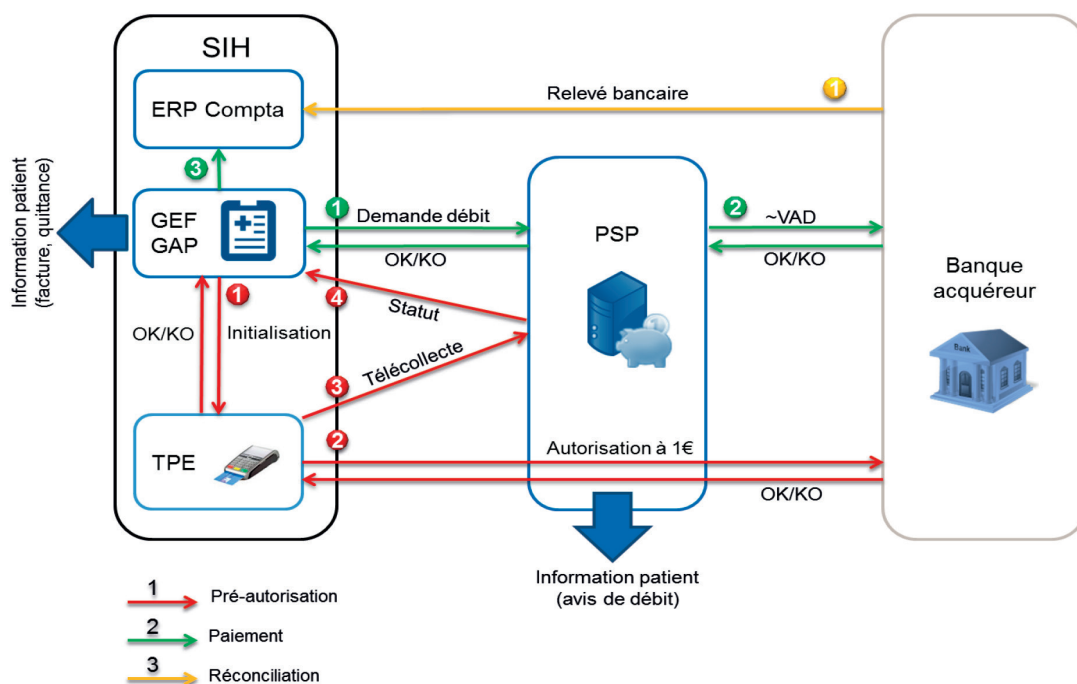 SIH
ERP Compta
Relevé bancaire
1
3
Information patient
(facture, quittance)
GEF
GAP
1
Demande débit
OK/KO
PSP
2
~VAD
OK/KO
Banque
acquéreur
Bank
1
OK/KO
Initialisation
4
Statut
3
Télécollecte
TPE
2
Autorisation à 1€
OK/KO
Information patient
(avis de débit)
1
Pré-autorisation
2
Paiement
3
Réconciliation